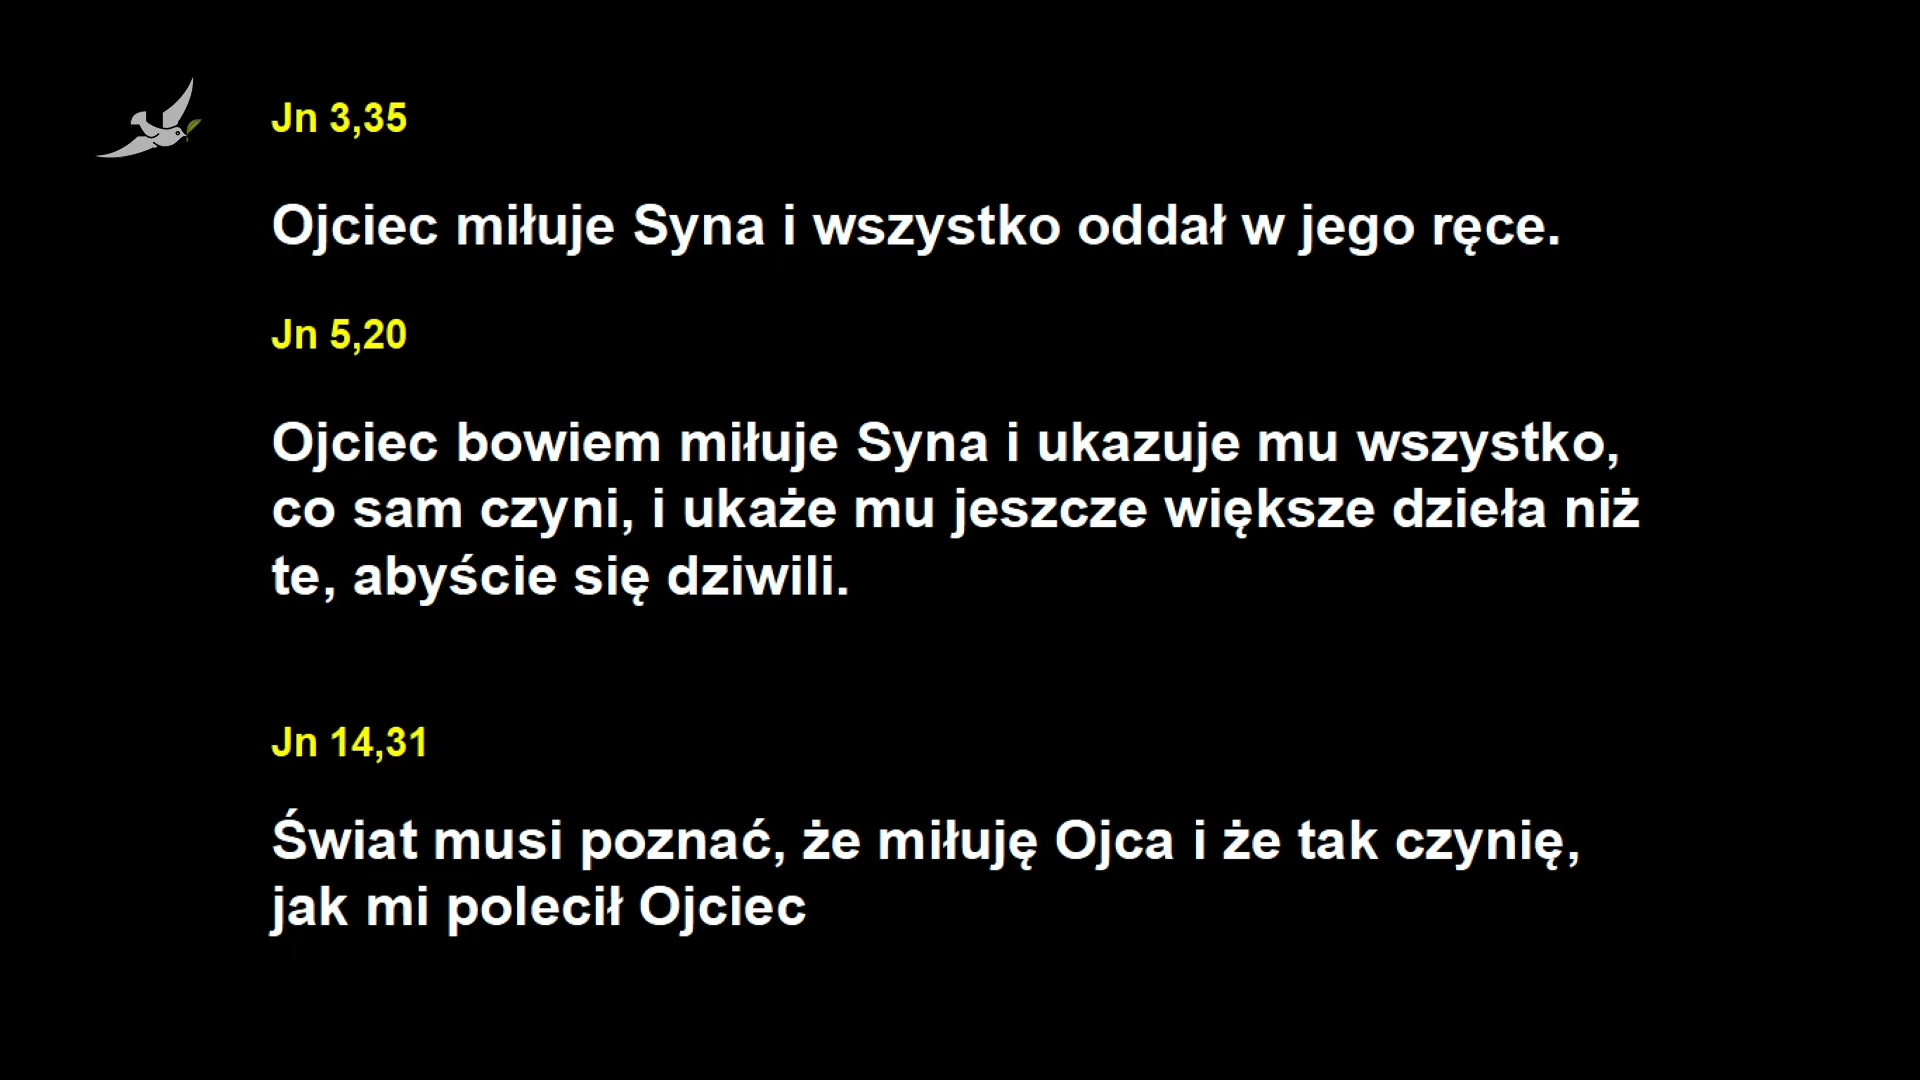 Jn 3,35
Ojciec miłuje Syna i wszystko oddał w jego ręce.
Jn 5,20
Ojciec bowiem miłuje Syna i ukazuje mu wszystko,
co sam czyni, i ukaże mu jeszcze większe dzieła niż
te, abyście się dziwili.
Jn 14,31
Świat musi poznać, że miłuję Ojca i że tak czynię,
jak mi polecił Ojciec